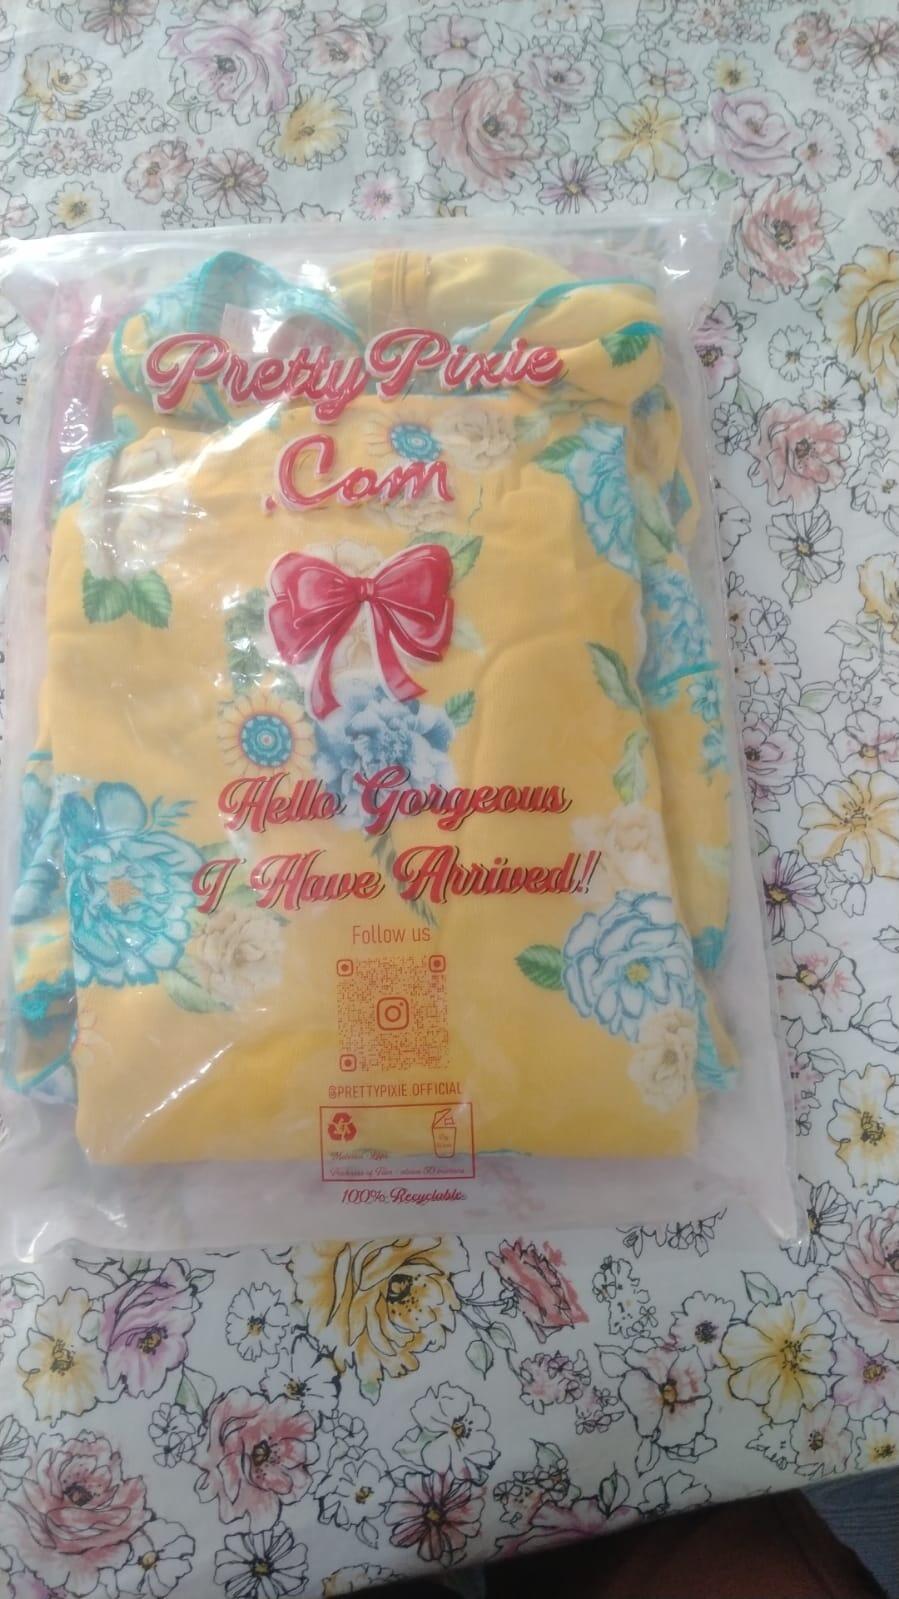 PrettyPixie
.Com
Hello Gorgeous
I Have Arrived!
Follow us
@PRETTYPIXIE.OFFICIAL
100% Recyclable